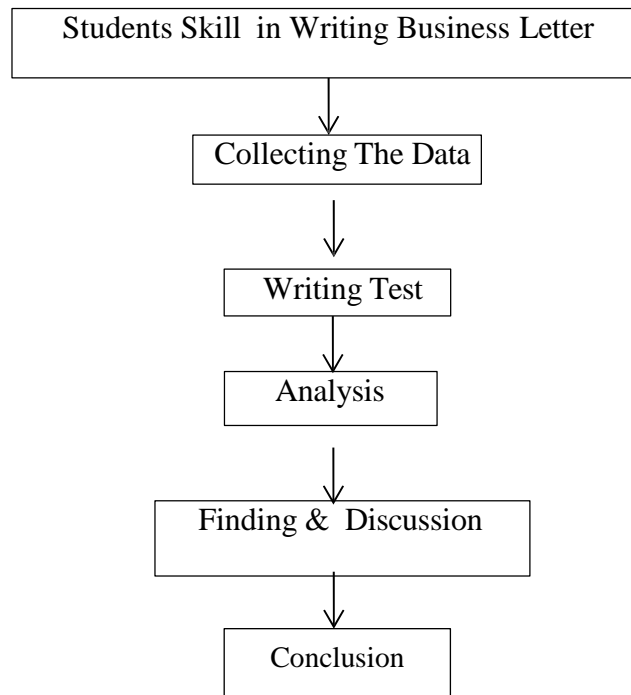 Students Skill in Writing Business Letter
Collecting The Data
Writing Test
Analysis
Finding & Discussion
Conclusion